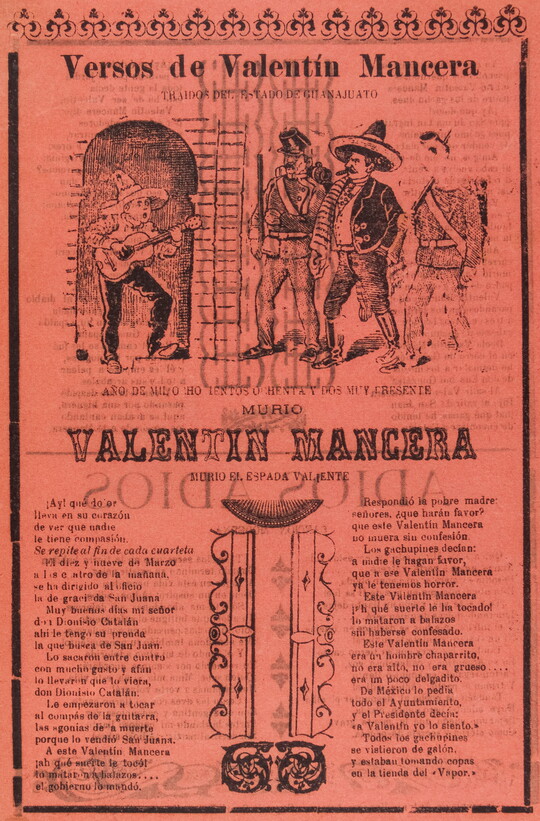 Versos de Valentín Mancera
TRAIDOS DEL ESTADO DE GUANAJUATO
AÑO DE MIL OCHOCIENTOS OCHENTA Y DOS MUY PRESENTE
MURIO
VALENTIN MANCERA
MURIO EL ESPADA VALIENTE
¡Ay! qué dolor
lleva en su corazón
de ver que nadie
le tiene compasión.
Se repite al fin de cada cuarteta
El diez y nueve de Marzo
a las cuatro de la mañana,
se ha dirigido al
la desgraciada San Juana
Muy buenos días mi señor
don Dionisio Catalán
ahí le tengo su prenda
la que busca de San Juan.
Lo sacaron entre cuatro
con mucho gusto y afán
lo llevaron que lo viera,
don Dionisio Catalán.
Le empezaron a tocar
al compás de la guitarra,
las agonías de la muerte
porque lo vendió San Juana.
A este Valentín Mancera
¡ah qué suerte le tocó!
lo mataron a balazos....
el gobierno lo mandó.
Respondió la pobre madre:
señores, ¿que harán favor?
que este Valentín Mancera
no muera sin confesión.
Los gachupines decían:
a nadie le hagan favor,
que a ese Valentín Mancera
ya le tenemos horror.
Este Valentín Mancera
¡ah qué suerte le ha tocado!
lo mataron a balazos
sin haberse confesado.
Este Valentín Mancera
era un hombre chaparrito,
no era alto, no era grueso....
era un poco delgadito.
De México lo pedía
todo el Ayuntamiento,
y el Presidente decía:
«a Valentín yo lo siento.»
Todos los gachupines
se vistieron de galón,
y estaban tomando copas
en la tienda del «Vapor.»